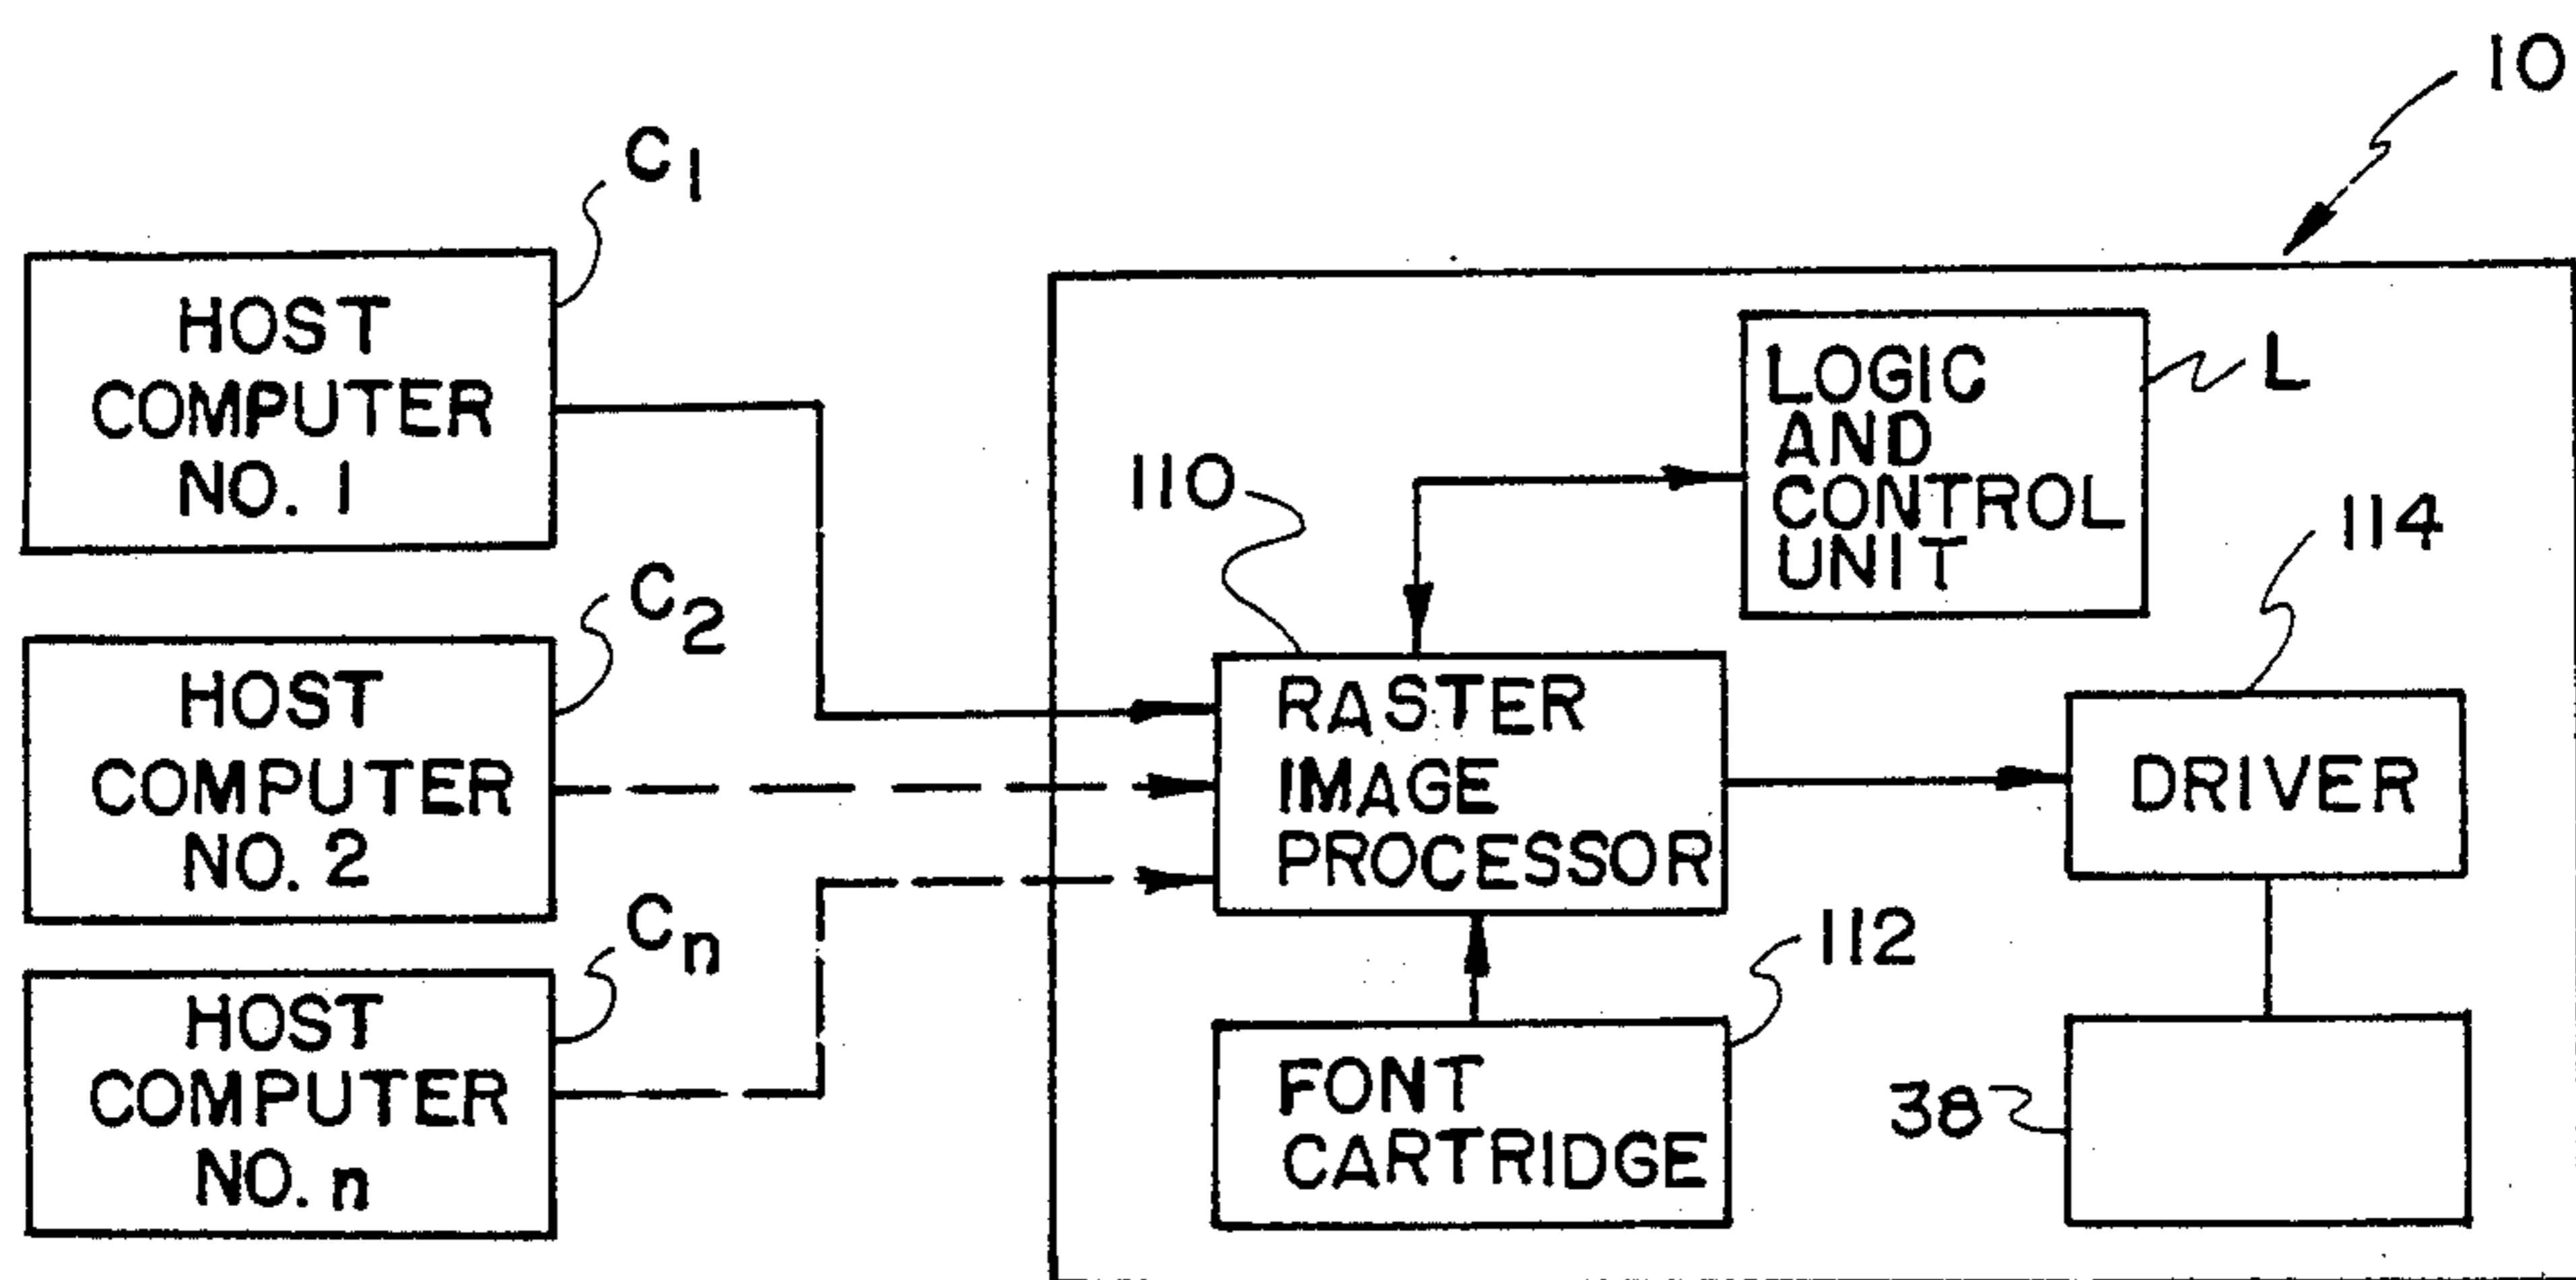 10
C1
HOST
COMPUTER
NO. 1
C2
HOST
COMPUTER
NO. 2
Cn
HOST
COMPUTER
NO. n
LOGIC
AND
CONTROL
UNIT
L
110
RASTER
IMAGE
PROCESSOR
114
DRIVER
112
FONT
CARTRIDGE
38